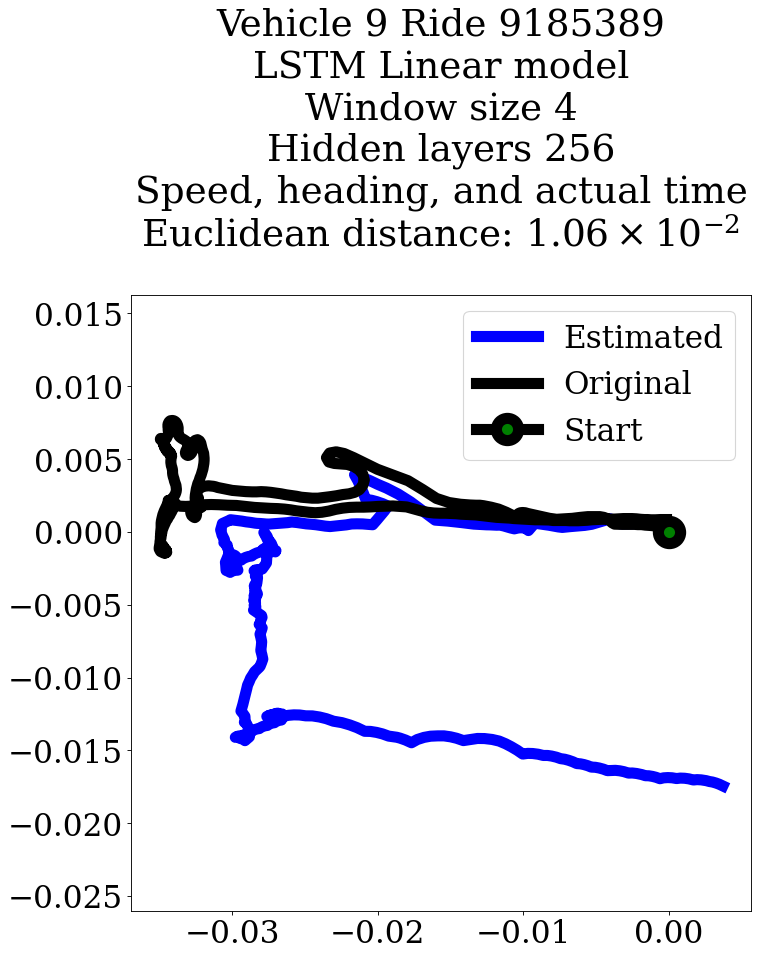 Vehicle 9 Ride 9185389
LSTM Linear model
Window size 4
Hidden layers 256
Speed, heading, and actual time
Euclidean distance: 1.06 × 10⁻²
Estimated
Original
Start
0.015
0.010
0.005
0.000
−0.005
−0.010
−0.015
−0.020
−0.025
−0.03 −0.02 −0.01 0.00